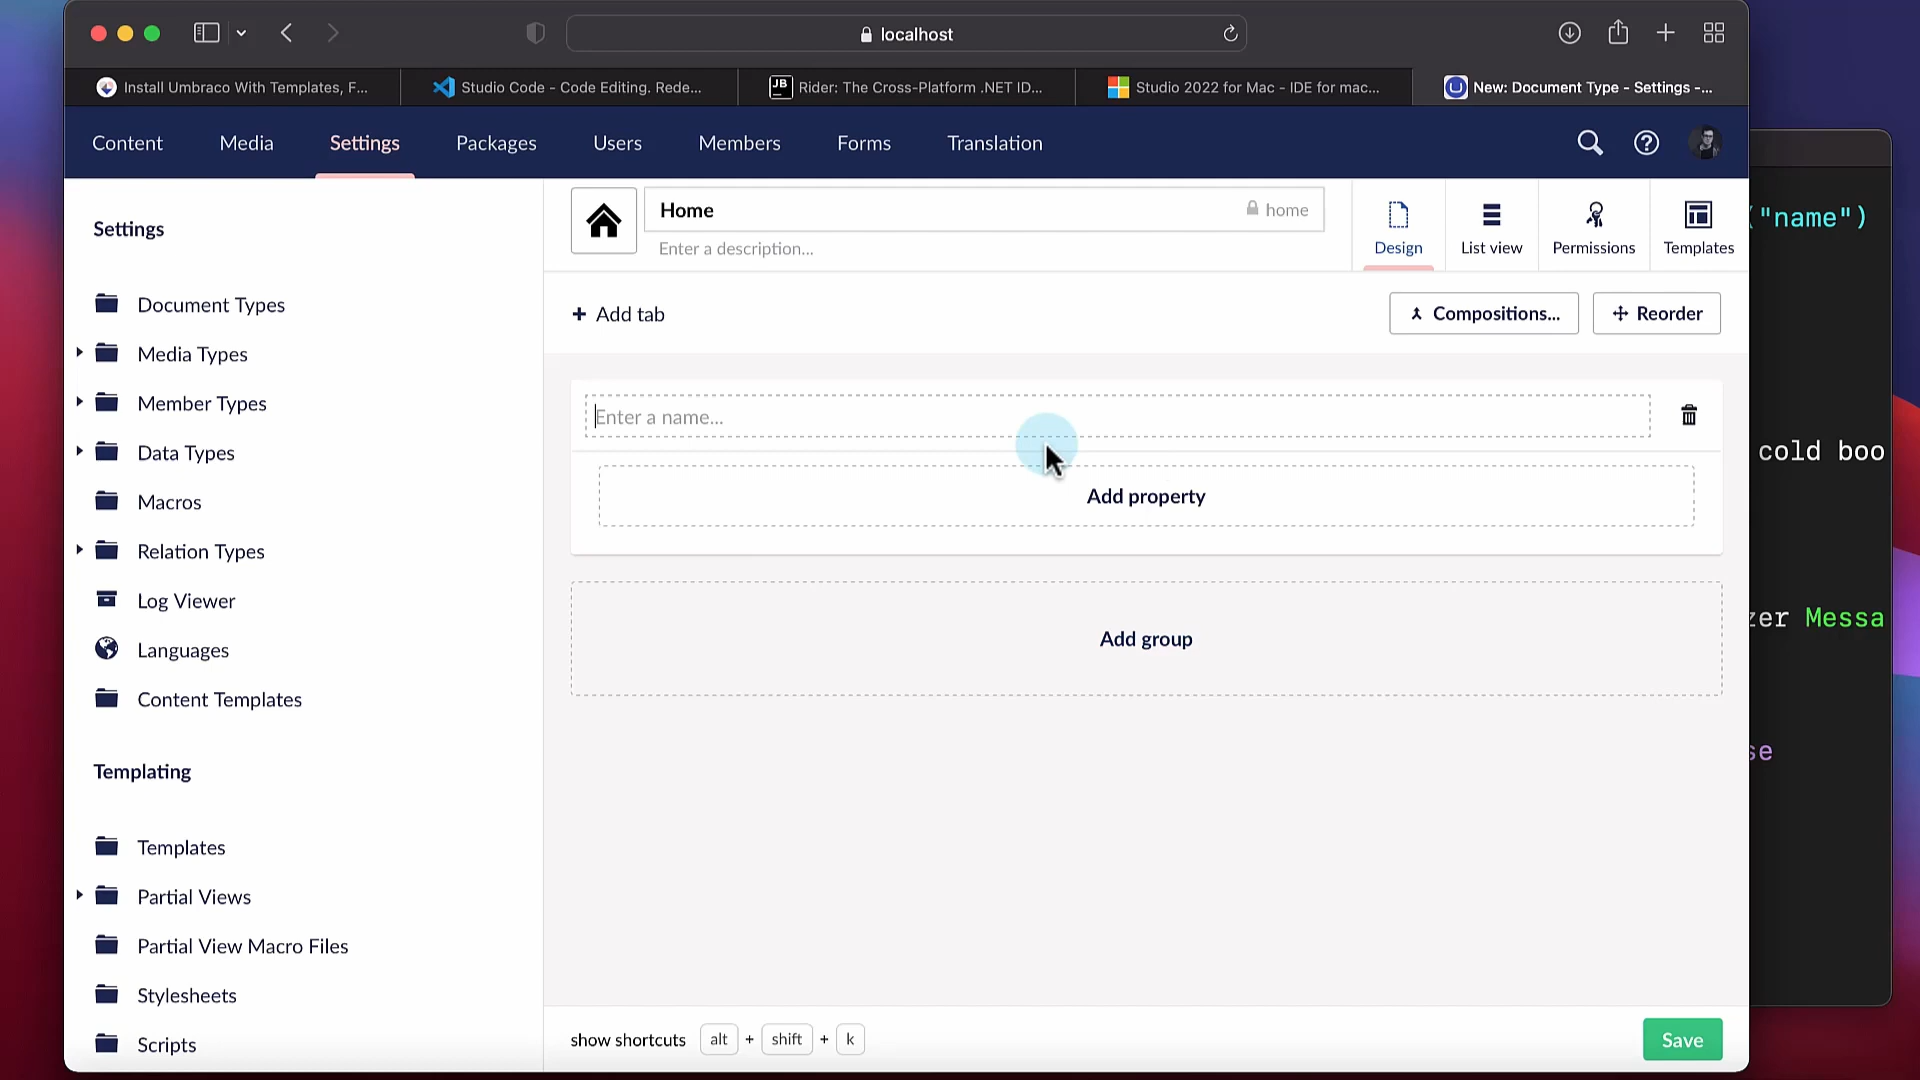 localhost
Install Umbraco With Templates, F...
Studio Code - Code Editing. Rede...
JB
Rider: The Cross-Platform .NET ID...
Studio 2022 for Mac - IDE for mac...
New: Document Type - Settings -...
Content
Media
Settings
Packages
Users
Members
Forms
Translation
Settings
Document Types
Media Types
Member Types
Data Types
Macros
Relation Types
Log Viewer
Languages
Content Templates
Templating
Templates
Partial Views
Partial View Macro Files
Stylesheets
Scripts
Home
home
Enter a description...
Design
List view
Permissions
Templates
+ Add tab
Compositions...
Reorder
Enter a name...
Add property
Add group
show shortcuts alt + shift + k
Save
("name")
cold boo
zer Messa
se